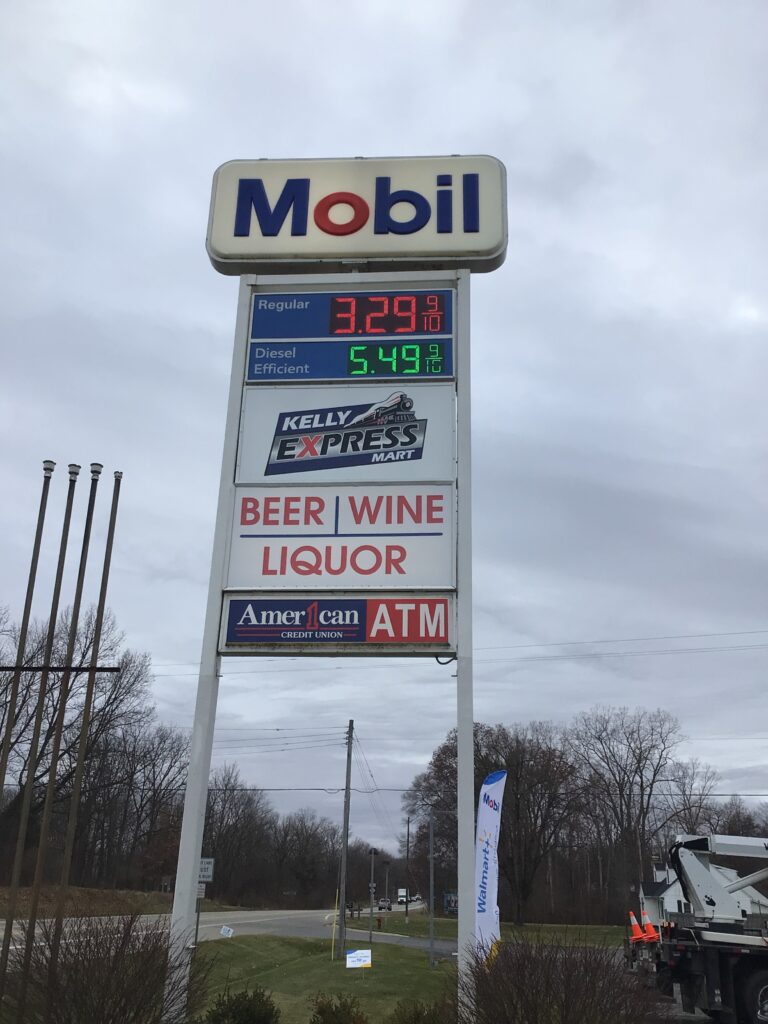 Mobil
Regular 3.29 9/10
Diesel
Efficient 5.49 9/10
KELLY
EXPRESS
MART
BEER | WINE
LIQUOR
Amer1can
CREDIT UNION
ATM
Mobil
Walmart+